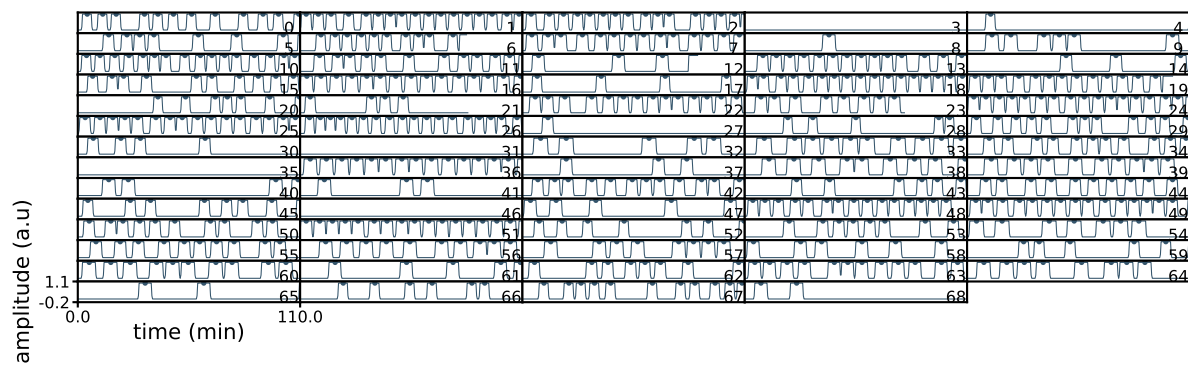 0 1 2 3 4
5 6 7 8 9
10 11 12 13 14
15 16 17 18 19
20 21 22 23 24
25 26 27 28 29
30 31 32 33 34
35 36 37 38 39
40 41 42 43 44
45 46 47 48 49
50 51 52 53 54
55 56 57 58 59
60 61 62 63 64
65 66 67 68
1.1
-0.2
0.0 110.0
time (min)
amplitude (a.u)